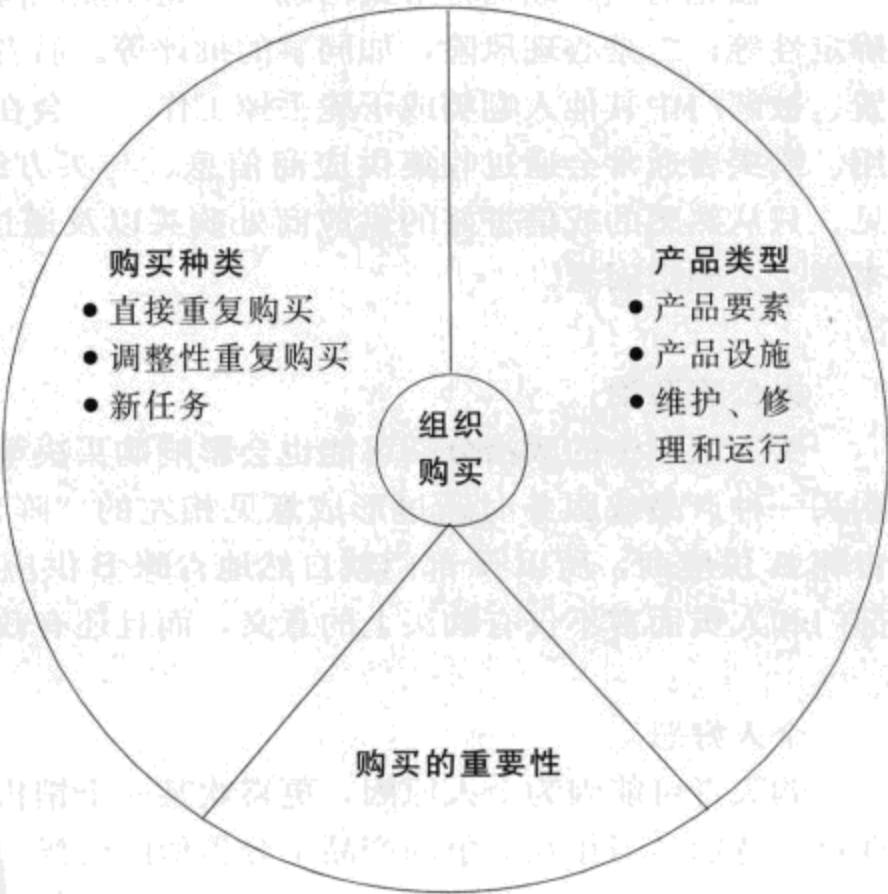 购买种类
● 直接重复购买
● 调整性重复购买
● 新任务
产品类型
● 产品要素
● 产品设施
● 维护、修
理和运行
组织
购买
购买的重要性